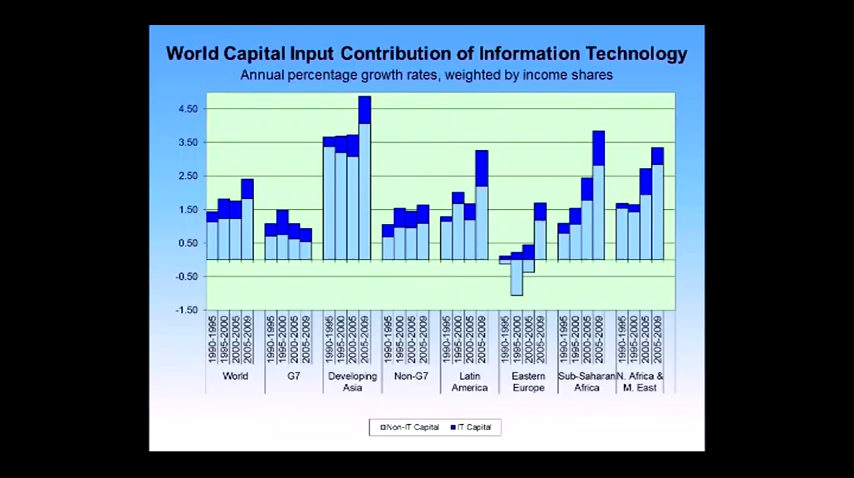 World Capital Input Contribution of Information Technology
Annual percentage growth rates, weighted by income shares
4.50
3.50
2.50
1.50
0.50
-0.50
-1.50
1990-1995
1995-2000
2000-2005
2005-2009
1990-1995
1995-2000
2000-2005
2005-2009
1990-1995
1995-2000
2000-2005
2005-2009
1990-1995
1995-2000
2000-2005
2005-2009
1990-1995
1995-2000
2000-2005
2005-2009
1990-1995
1995-2000
2000-2005
2005-2009
1990-1995
1995-2000
2000-2005
2005-2009
1990-1995
1995-2000
2000-2005
2005-2009
World
G7
Developing
Asia
Non-G7
Latin
America
Eastern
Europe
Sub-Saharan
Africa
N. Africa &
M. East
Non-IT Capital IT Capital